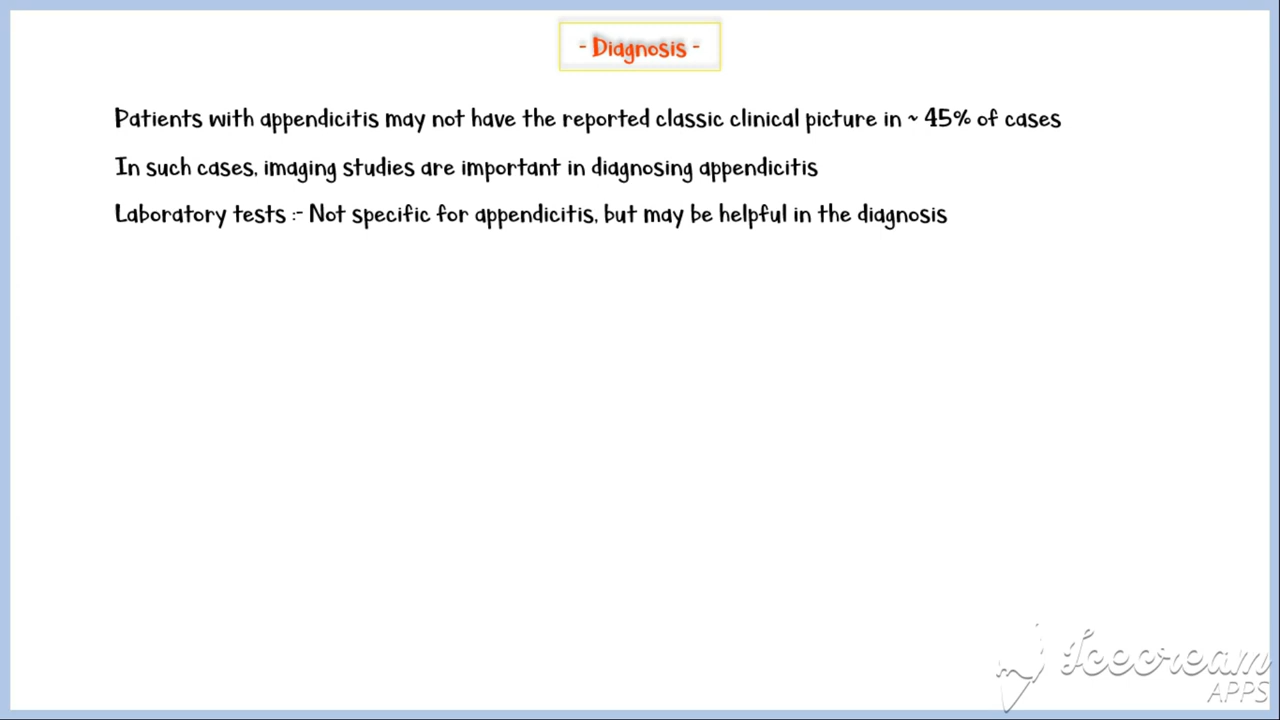 - Diagnosis -
Patients with appendicitis may not have the reported classic clinical picture in ~ 45% of cases
In such cases, imaging studies are important in diagnosing appendicitis
Laboratory tests :- Not specific for appendicitis, but may be helpful in the diagnosis
Icecream
APPS